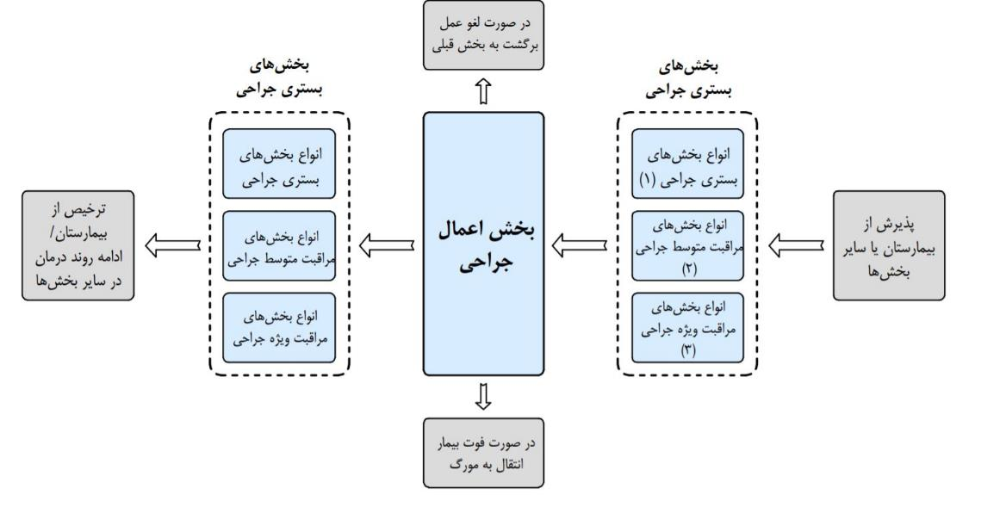 در صورت لغو عمل
برگشت به بخش قبلی
بخش‌های
بستری جراحی
بخش‌های
بستری جراحی
پذیرش از
بیمارستان یا سایر
بخش‌ها
انواع بخش‌های
بستری جراحی (۱)
انواع بخش‌های
مراقبت متوسط جراحی
(۲)
انواع بخش‌های
مراقبت ویژه جراحی
(۳)
بخش اعمال
جراحی
انواع بخش‌های
بستری جراحی
انواع بخش‌های
مراقبت متوسط جراحی
انواع بخش‌های
مراقبت ویژه جراحی
ترخیص از
بیمارستان/
ادامه روند درمان
در سایر بخش‌ها
در صورت فوت بیمار
انتقال به مورگ